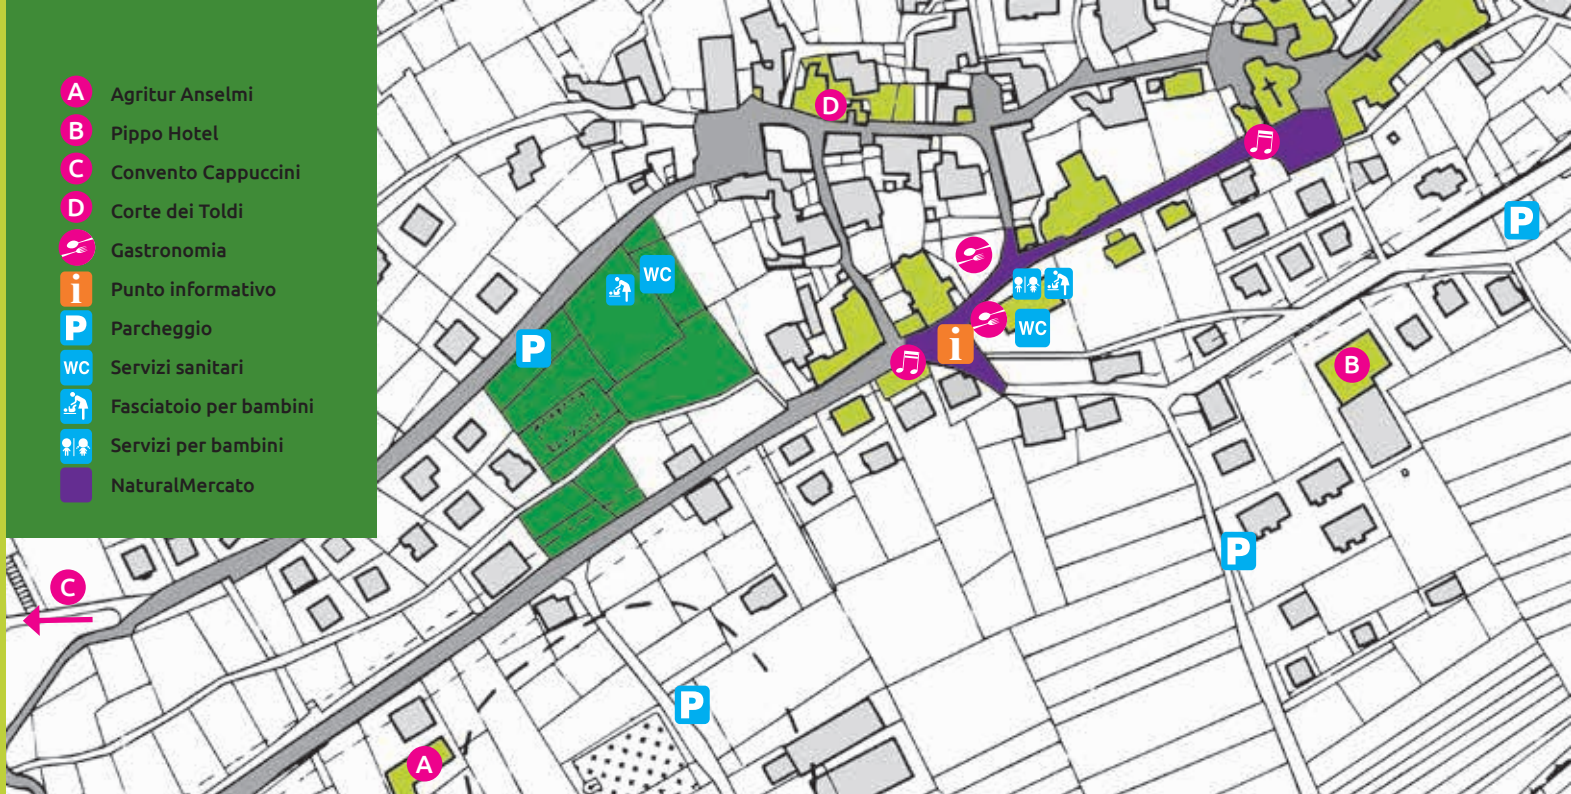 A Agritur Anselmi
B Pippo Hotel
C Convento Cappuccini
D Corte dei Toldi
Gastronomia
i Punto informativo
P Parcheggio
WC Servizi sanitari
Fasciatoio per bambini
Servizi per bambini
NaturalMercato
D
P
WC
P
WC
i
B
P
C
P
A